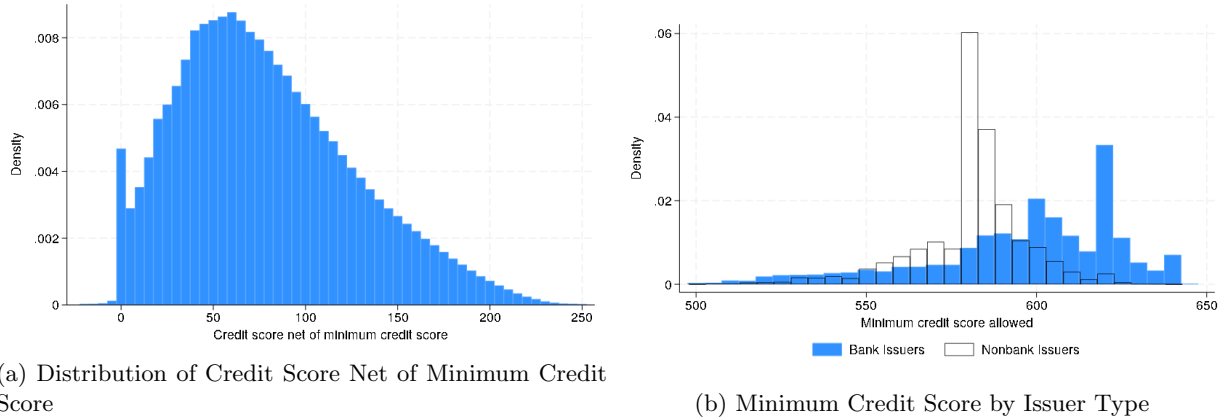 .008
.006
.004
.002
0
Density
0 50 100 150 200 250
Credit score net of minimum credit score
(a) Distribution of Credit Score Net of Minimum Credit
Score
.06
.04
.02
0
Density
500 550 600 650
Minimum credit score allowed
Bank Issuers Nonbank Issuers
(b) Minimum Credit Score by Issuer Type